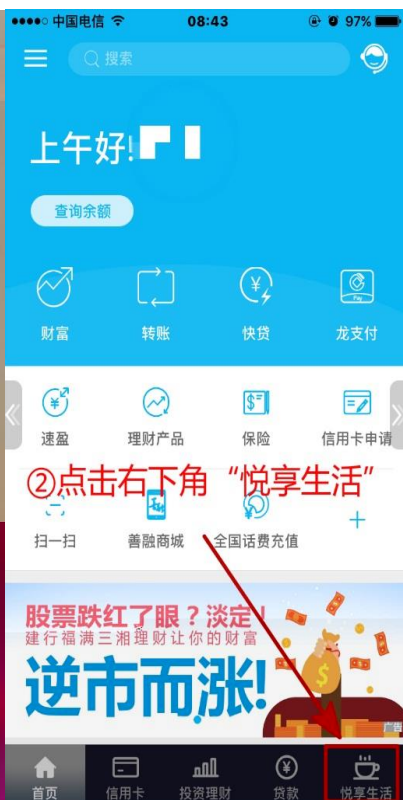 中国电信 08:43 97%
搜索
上午好!
查询余额
财富 转账 快贷 龙支付
Pay
速盈 理财产品 保险 信用卡申请
②点击右下角“悦享生活”
扫一扫 善融商城 全国话费充值
股票跌红了眼？淡定！
建行福满三湘理财让你的财富
逆市而涨!
广告
首页 信用卡 投资理财 贷款 悦享生活